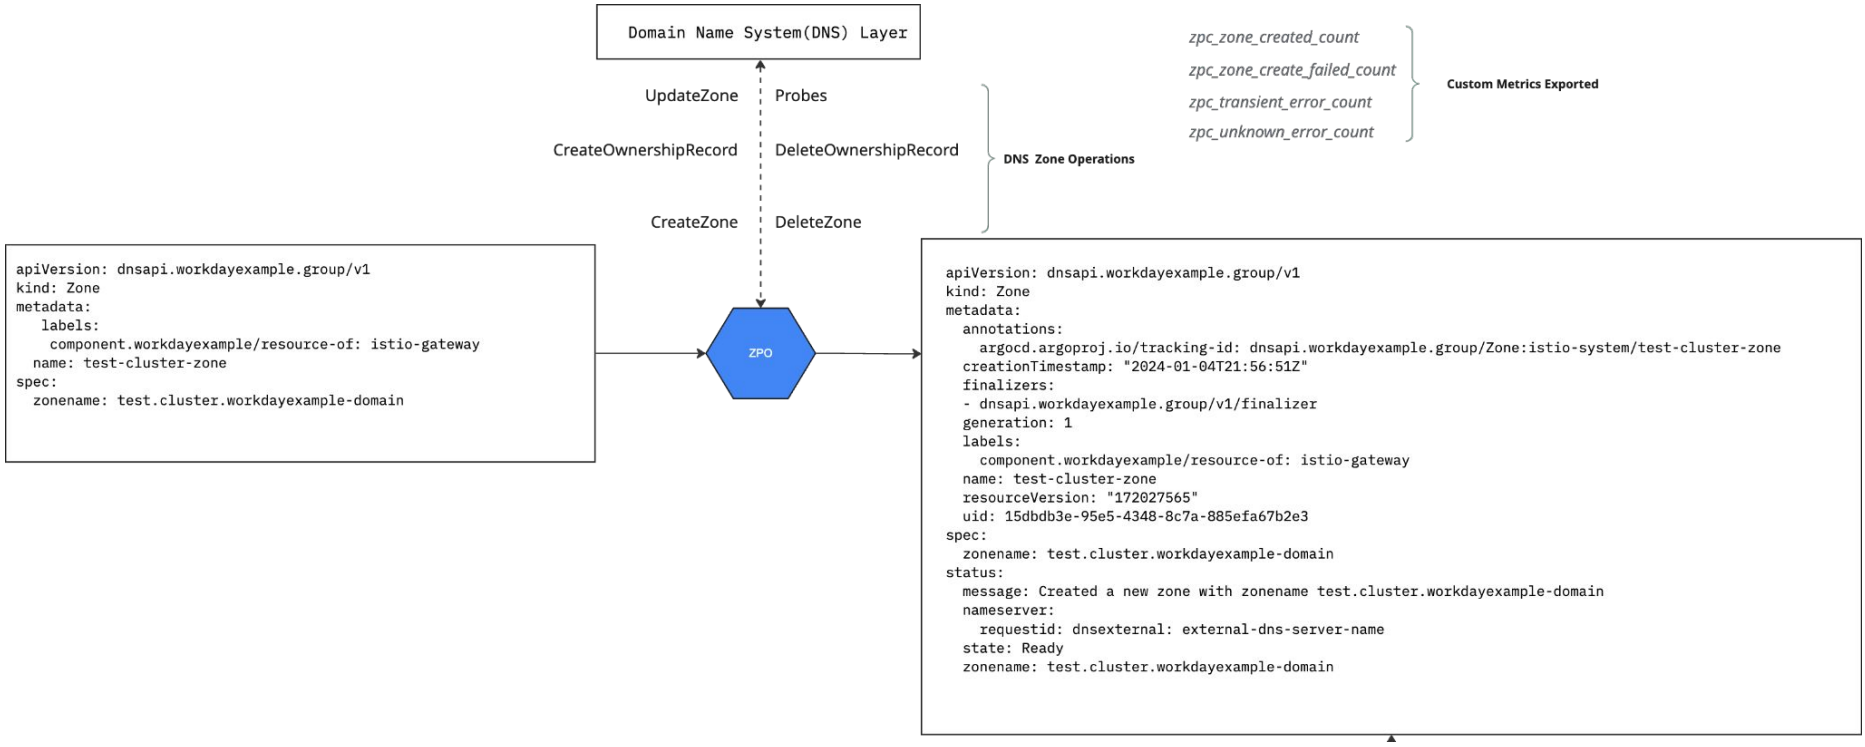 Domain Name System(DNS) Layer
UpdateZone
Probes
CreateOwnershipRecord
DeleteOwnershipRecord
CreateZone
DeleteZone
DNS Zone Operations
zpc_zone_created_count
zpc_zone_create_failed_count
zpc_transient_error_count
zpc_unknown_error_count
Custom Metrics Exported
apiVersion: dnsapi.workdayexample.group/v1
kind: Zone
metadata:
labels:
component.workdayexample/resource-of: istio-gateway
name: test-cluster-zone
spec:
zonename: test.cluster.workdayexample-domain
ZPO
apiVersion: dnsapi.workdayexample.group/v1
kind: Zone
metadata:
annotations:
argocd.argoproj.io/tracking-id: dnsapi.workdayexample.group/Zone:istio-system/test-cluster-zone
creationTimestamp: "2024-01-04T21:56:51Z"
finalizers:
- dnsapi.workdayexample.group/v1/finalizer
generation: 1
labels:
component.workdayexample/resource-of: istio-gateway
name: test-cluster-zone
resourceVersion: "172027565"
uid: 15dbdb3e-95e5-4348-8c7a-885efa67b2e3
spec:
zonename: test.cluster.workdayexample-domain
status:
message: Created a new zone with zonename test.cluster.workdayexample-domain
nameserver:
requestid: dnsexternal: external-dns-server-name
state: Ready
zonename: test.cluster.workdayexample-domain